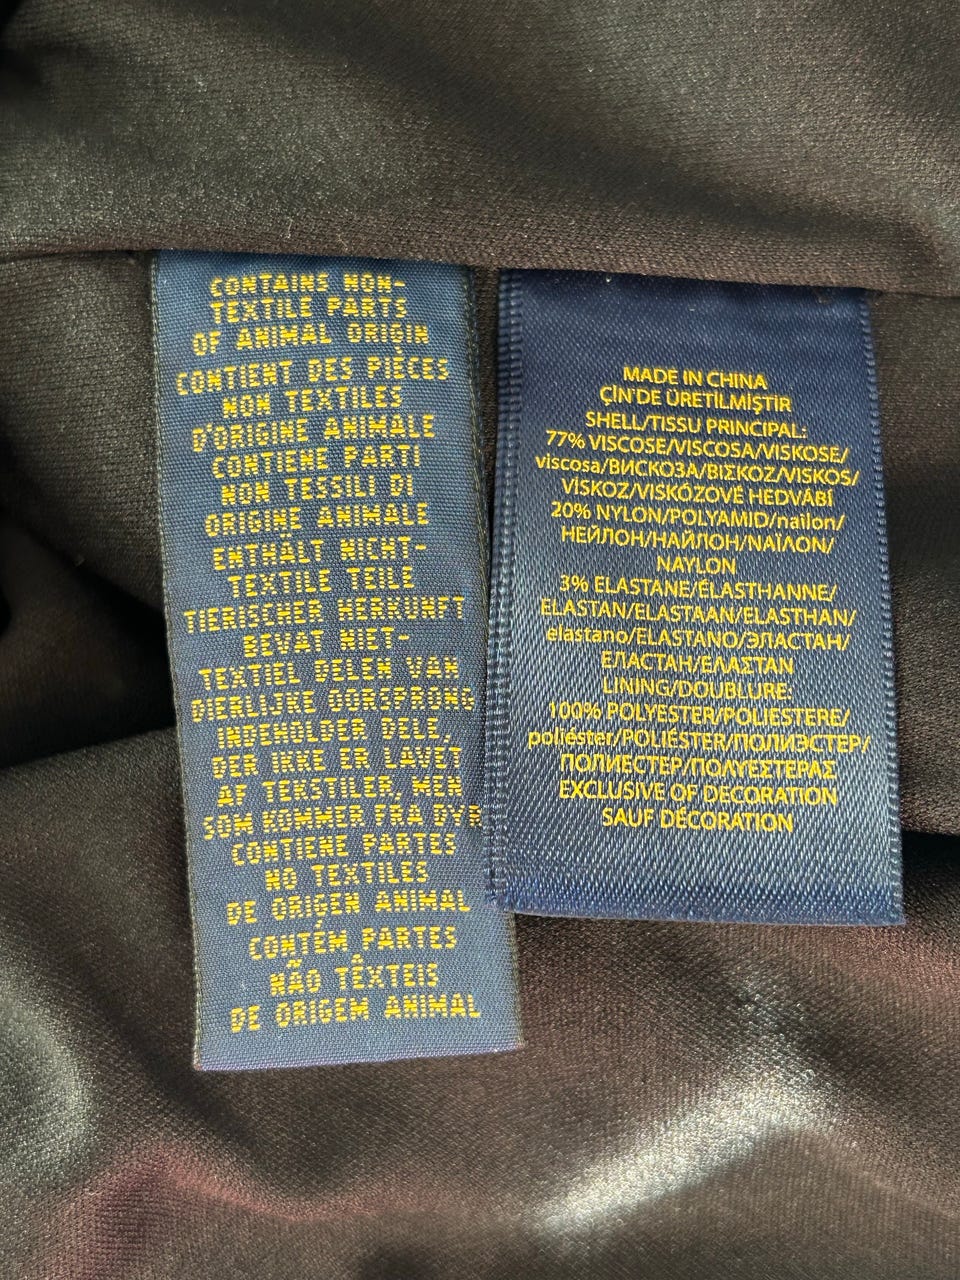 CONTAINS NON-
TEXTILE PARTS
OF ANIMAL ORIGIN
CONTIENT DES PIÈCES
NON TEXTILES
D'ORIGINE ANIMALE
CONTIENE PARTI
NON TESSILI DI
ORIGINE ANIMALE
ENTHÄLT NICHT-
TEXTILE TEILE
TIERISCHER HERKUNFT
BEVAT NIET-
TEXTIEL DELEN VAN
DIERLIJKE OORSPRONG
INDEHOLDER DELE,
DER IKKE ER LAVET
AF TEKSTILER, MEN
SOM KOMMER FRA DYR
CONTIENE PARTES
NO TEXTILES
DE ORIGEN ANIMAL
CONTÉM PARTES
NÃO TÊXTEIS
DE ORIGEM ANIMAL
MADE IN CHINA
ÇİN'DE ÜRETİLMİŞTİR
SHELL/TISSU PRINCIPAL:
77% VISCOSE/VISCOSA/VISKOSE/
viscosa/ВИСКОЗА/ΒΙΣΚΟΖ/VISKOS/
VİSKOZ/VISKÓZOVÉ HEDVÁBÍ
20% NYLON/POLYAMID/nailon/
НЕЙЛОН/НАЙЛОН/ΝΑΪΛΟΝ/
NAYLON
3% ELASTANE/ÉLASTHANNE/
ELASTAN/ELASTAAN/ELASTHAN/
elastano/ELASTANO/ЭЛАСТАН/
ЕЛАСТАН/ΕΛΑΣΤΑΝ
LINING/DOUBLURE:
100% POLYESTER/POLIESTERE/
poliéster/POLIÉSTER/ПОЛИЭСТЕР/
ПОЛИЕСТЕР/ΠΟΛΥΕΣΤΕΡΑΣ
EXCLUSIVE OF DECORATION
SAUF DÉCORATION